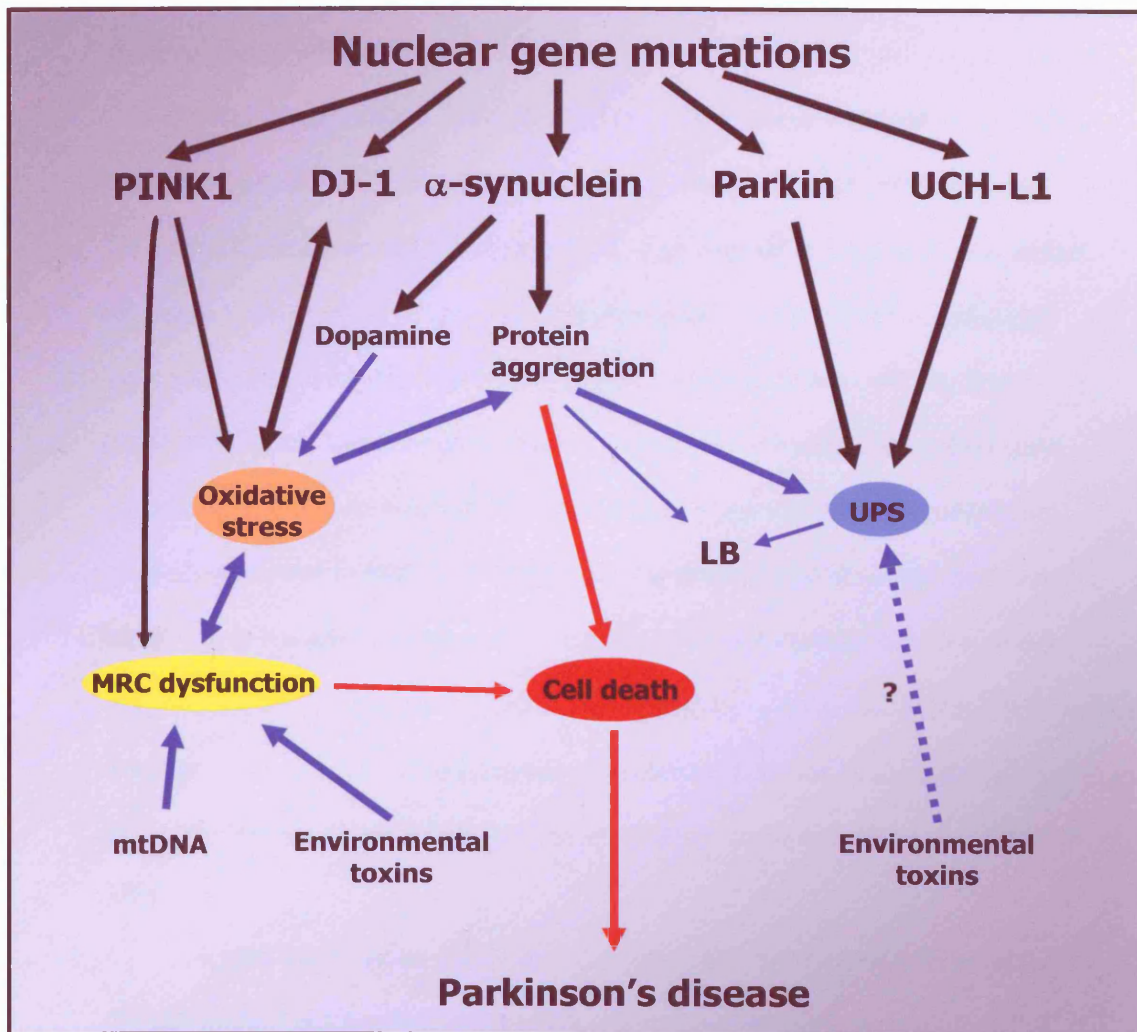 Nuclear gene mutations
PINK1 DJ-1 α-synuclein Parkin UCH-L1
Dopamine Protein
aggregation
Oxidative
stress
UPS
LB
MRC dysfunction Cell death ?
mtDNA Environmental
toxins
Environmental
toxins
Parkinson's disease